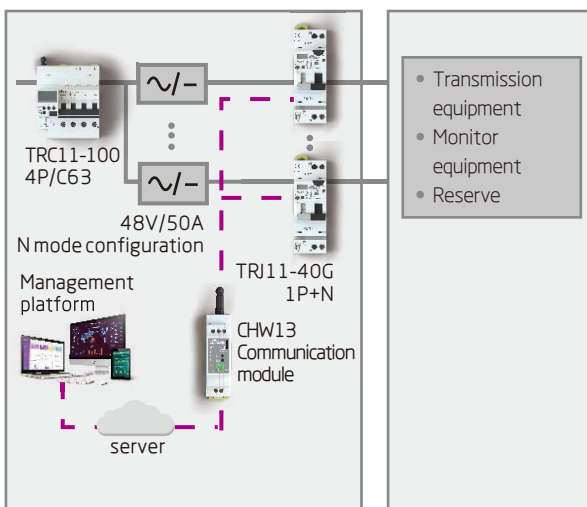 TRC11-100
4P/C63
~/−
~/−
48V/50A
N mode configuration
TRJ11-40G
1P+N
Management
platform
CHW13
Communication
module
server
• Transmission
equipment
• Monitor
equipment
• Reserve